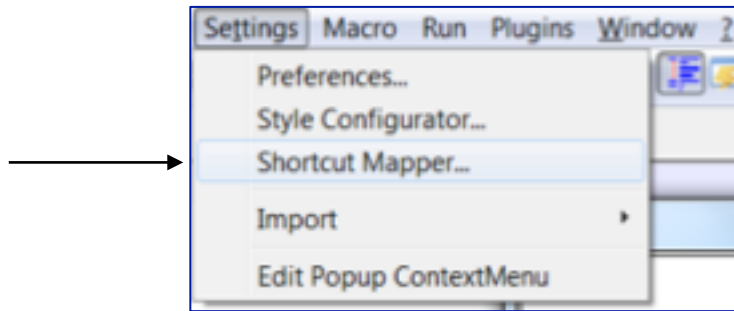 Settings Macro Run Plugins Window ?
Preferences...
Style Configurator...
Shortcut Mapper...
Import
Edit Popup ContextMenu